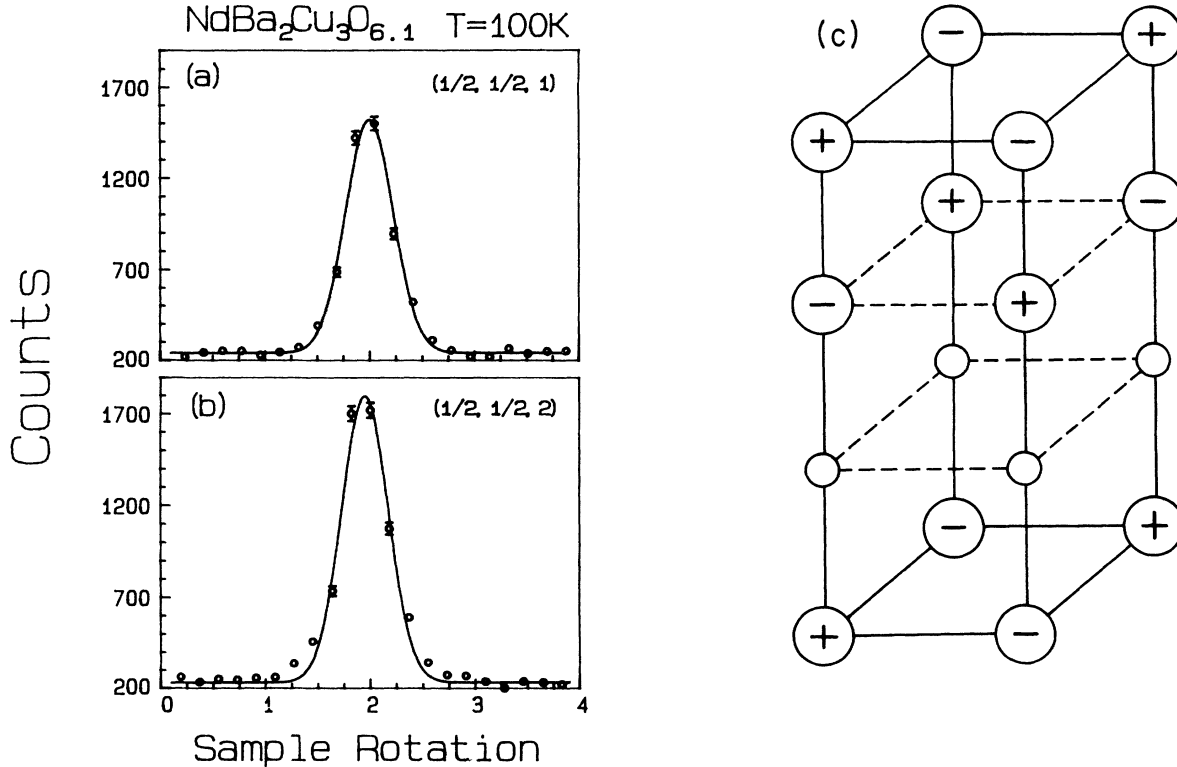 NdBa₂Cu₃O₆.₁ T=100K
(a)
(1/2, 1/2, 1)
1700
1200
700
200
(b)
(1/2, 1/2, 2)
1700
1200
700
200
0 1 2 3 4
Counts
Sample Rotation
(c)
− +
+ −
+ −
− +
− +
+ −